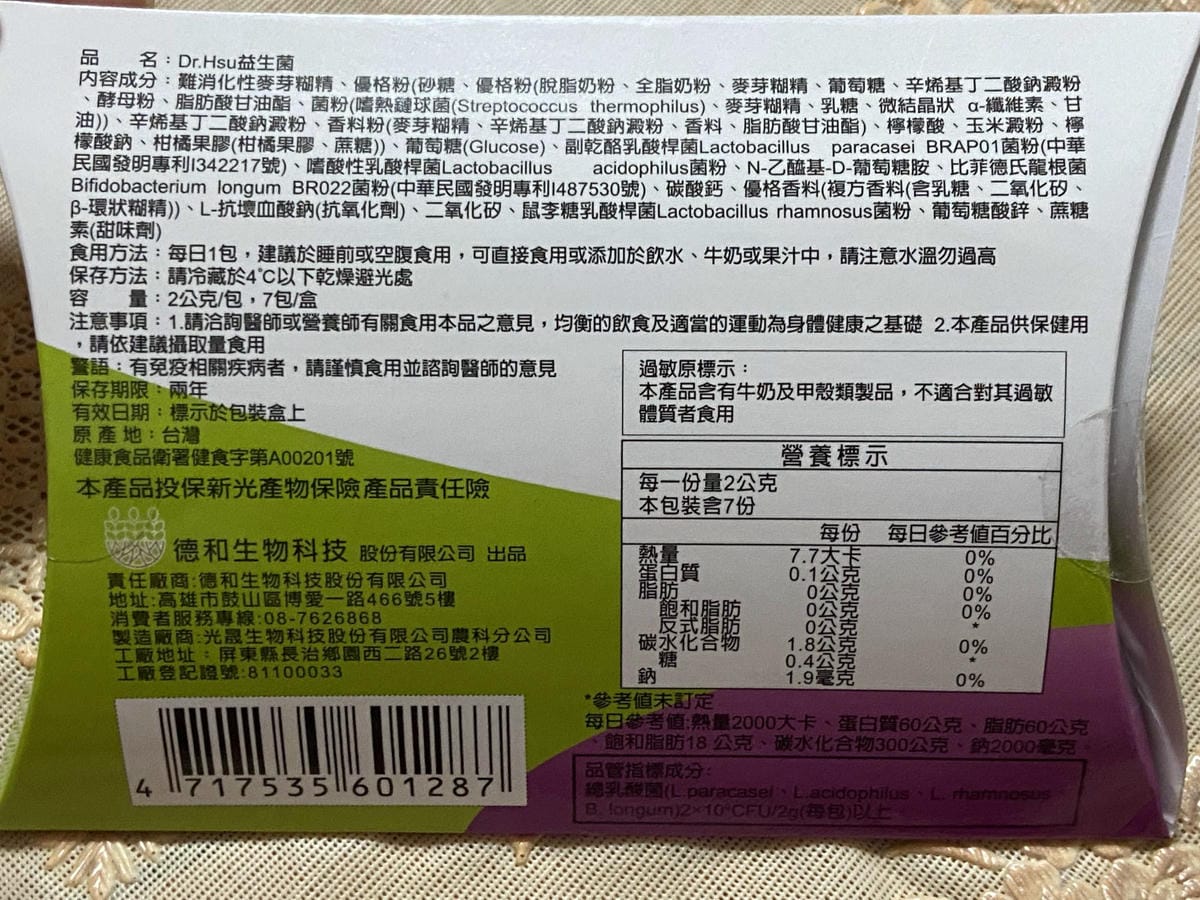 品　　名：Dr.Hsu益生菌
內容成分：難消化性麥芽糊精、優格粉(砂糖、優格粉(脫脂奶粉、全脂奶粉、麥芽糊精、葡萄糖、辛烯基丁二酸鈉澱粉
、酵母粉、脂肪酸甘油酯、菌粉(嗜熱鏈球菌(Streptococcus thermophilus)、麥芽糊精、乳糖、微結晶狀 α-纖維素、甘
油))、辛烯基丁二酸鈉澱粉、香料粉(麥芽糊精、辛烯基丁二酸鈉澱粉、香料、脂肪酸甘油酯)、檸檬酸、玉米澱粉、檸
檬酸鈉、柑橘果膠(柑橘果膠、蔗糖))、葡萄糖(Glucose)、副乾酪乳酸桿菌Lactobacillus paracasei BRAP01菌粉(中華
民國發明專利I342217號)、嗜酸性乳酸桿菌Lactobacillus acidophilus菌粉、N-乙醯基-D-葡萄糖胺、比菲德氏龍根菌
Bifidobacterium longum BR022菌粉(中華民國發明專利I487530號)、碳酸鈣、優格香料(複方香料(含乳糖、二氧化矽、
β-環狀糊精))、L-抗壞血酸鈉(抗氧化劑)、二氧化矽、鼠李糖乳酸桿菌Lactobacillus rhamnosus菌粉、葡萄糖酸鋅、蔗糖
素(甜味劑)
食用方法：每日1包，建議於睡前或空腹食用，可直接食用或添加於飲水、牛奶或果汁中，請注意水溫勿過高
保存方法：請冷藏於4℃以下乾燥避光處
容　　量：2公克/包，7包/盒
注意事項：1.請洽詢醫師或營養師有關食用本品之意見，均衡的飲食及適當的運動為身體健康之基礎 2.本產品供保健用
，請依建議攝取量食用
警語：有免疫相關疾病者，請謹慎食用並諮詢醫師的意見
保存期限：兩年
有效日期：標示於包裝盒上
原 產 地：台灣
健康食品衛署健食字第A00201號
本產品投保新光產物保險產品責任險
德和生物科技 股份有限公司 出品
責任廠商:德和生物科技股份有限公司
地址:高雄市鼓山區博愛一路466號5樓
消費者服務專線:08-7626868
製造廠商:光晟生物科技股份有限公司農科分公司
工廠地址：屏東縣長治鄉園西二路26號2樓
工廠登記證號:81100033
4 717535 601287
過敏原標示：
本產品含有牛奶及甲殼類製品，不適合對其過敏
體質者食用
營養標示
每一份量2公克
本包裝含7份
每份 每日參考值百分比
熱量 7.7大卡 0%
蛋白質 0.1公克 0%
脂肪 0公克 0%
飽和脂肪 0公克 0%
反式脂肪 0公克 *
碳水化合物 1.8公克 0%
糖 0.4公克 *
鈉 1.9毫克 0%
*參考值未訂定
每日參考值:熱量2000大卡、蛋白質60公克、脂肪60公克
、飽和脂肪18 公克、碳水化合物300公克、鈉2000毫克
品管指標成分:
總乳酸菌(L.paracasei、L.acidophilus、L. rhamnosus、
B. longum)2×10 CFU/2g(每包)以上